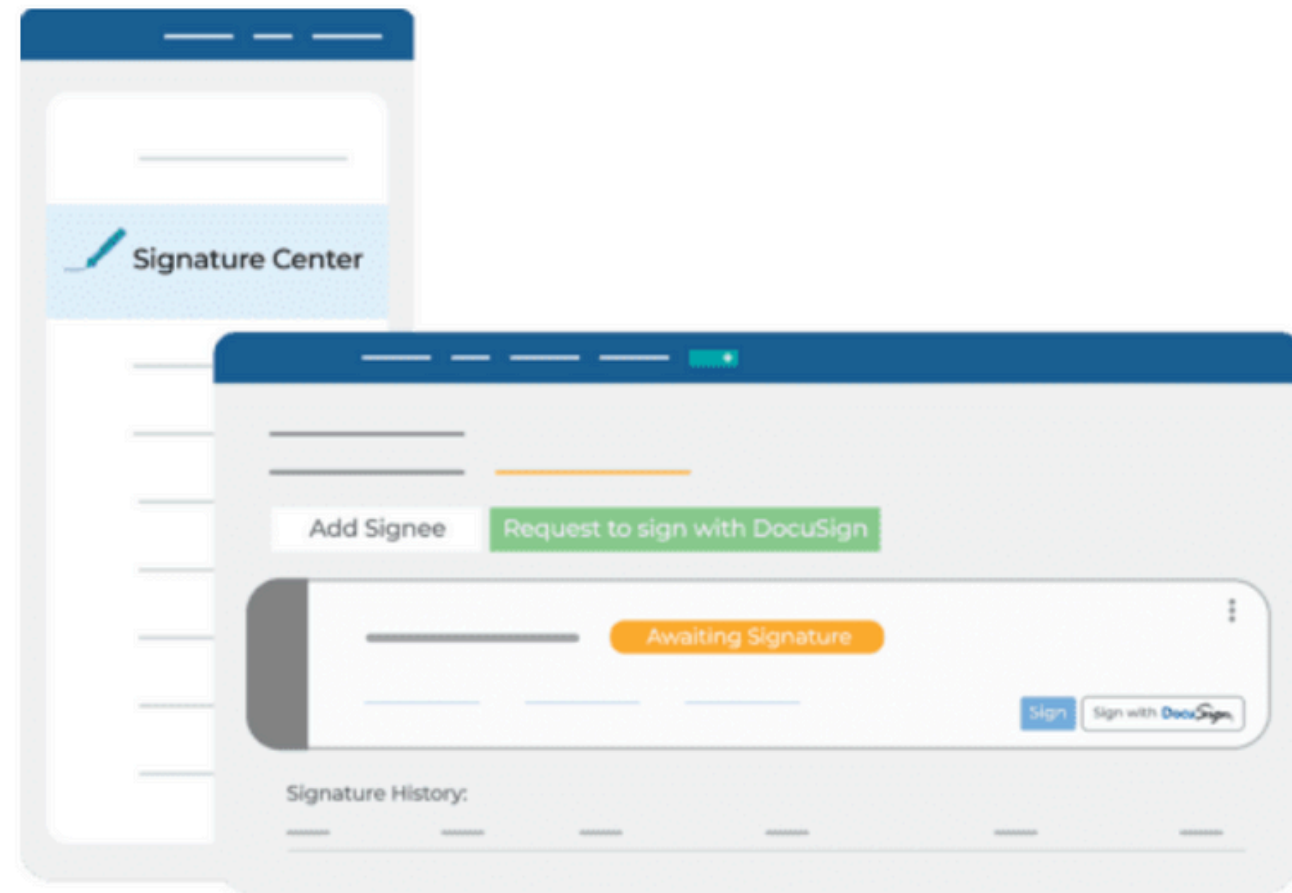 Signature Center
Add Signee
Request to sign with DocuSign
Awaiting Signature
Sign
Sign with DocuSign
Signature History: